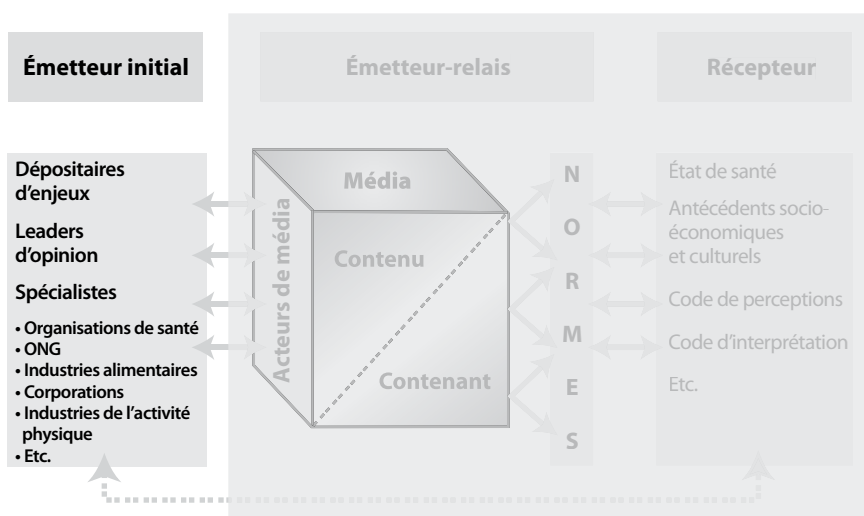 Émetteur initial
Émetteur-relais
Récepteur
Dépositaires
d'enjeux
Leaders
d'opinion
Spécialistes
• Organisations de santé
• ONG
• Industries alimentaires
• Corporations
• Industries de l'activité
physique
• Etc.
Acteurs de média
Média
Contenu
Contenant
N
O
R
M
E
S
État de santé
Antécédents socio-
économiques
et culturels
Code de perceptions
Code d'interprétation
Etc.